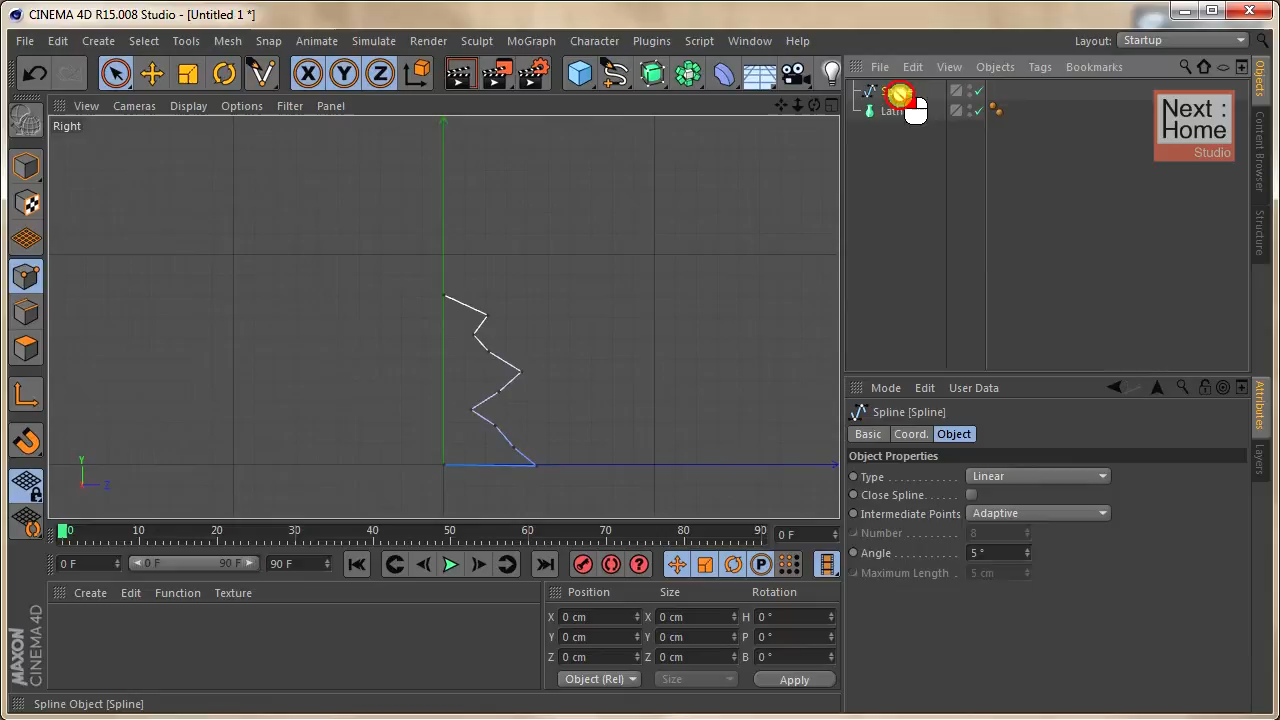 CINEMA 4D R15.008 Studio - [Untitled 1 *]
File Edit Create Select Tools Mesh Snap Animate Simulate Render Sculpt MoGraph Character Plugins Script Window Help
Layout: Startup
File Edit View Objects Tags Bookmarks
View Cameras Display Options Filter Panel
Right
Next :
Home
Studio
Objects
Content Browser
Structure
Y
Z
Mode Edit User Data
Spline [Spline]
Basic Coord. Object
Object Properties
Type Linear
Close Spline
Intermediate Points Adaptive
Number 8
Angle 5 °
Maximum Length 5 cm
Attributes
Layers
0 10 20 30 40 50 60 70 80 90 0 F
0 F 0 F 90 F 90 F
Create Edit Function Texture
Position Size Rotation
X 0 cm X 0 cm H 0 °
Y 0 cm Y 0 cm P 0 °
Z 0 cm Z 0 cm B 0 °
Object (Rel) Size Apply
MAXON
CINEMA 4D
Spline Object [Spline]